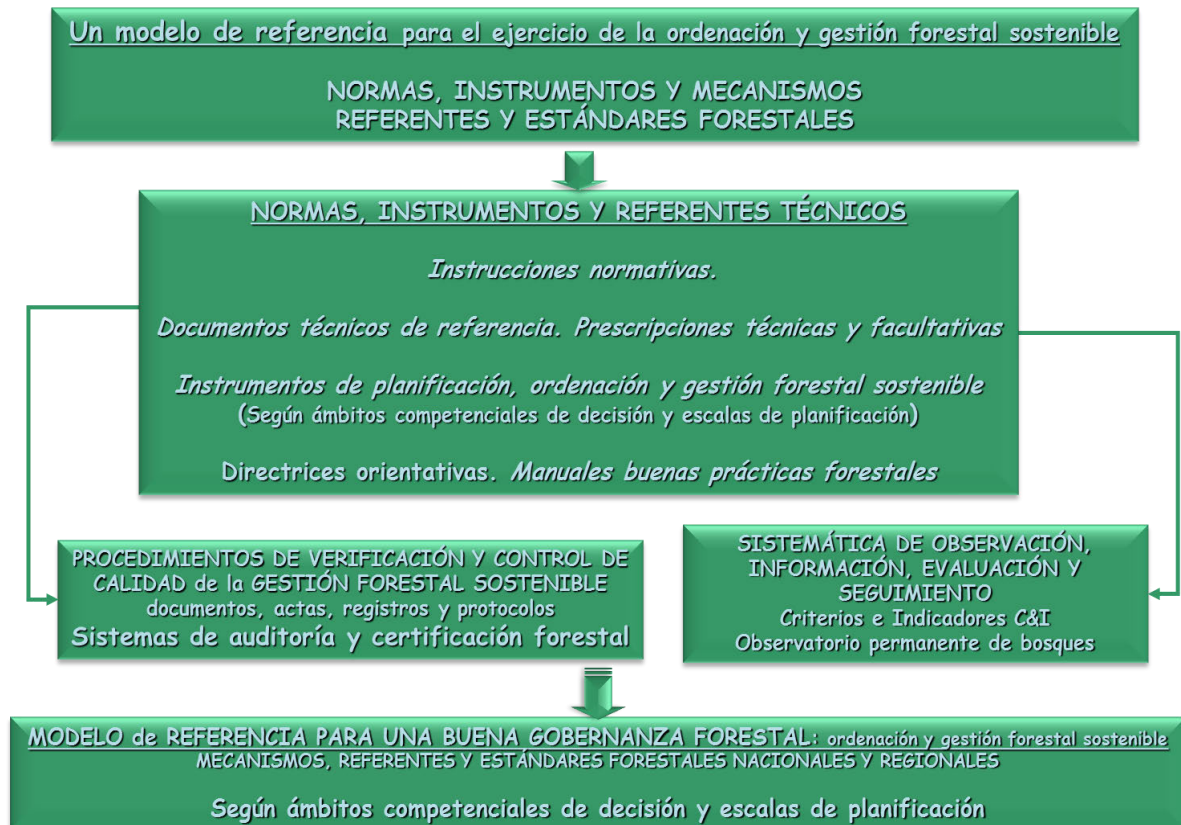 Un modelo de referencia para el ejercicio de la ordenación y gestión forestal sostenible
NORMAS, INSTRUMENTOS Y MECANISMOS
REFERENTES Y ESTÁNDARES FORESTALES
NORMAS, INSTRUMENTOS Y REFERENTES TÉCNICOS
Instrucciones normativas.
Documentos técnicos de referencia. Prescripciones técnicas y facultativas
Instrumentos de planificación, ordenación y gestión forestal sostenible
(Según ámbitos competenciales de decisión y escalas de planificación)
Directrices orientativas. Manuales buenas prácticas forestales
PROCEDIMIENTOS DE VERIFICACIÓN Y CONTROL DE
CALIDAD de la GESTIÓN FORESTAL SOSTENIBLE
documentos, actas, registros y protocolos
Sistemas de auditoría y certificación forestal
SISTEMÁTICA DE OBSERVACIÓN,
INFORMACIÓN, EVALUACIÓN Y
SEGUIMIENTO
Criterios e Indicadores C&I
Observatorio permanente de bosques
MODELO de REFERENCIA PARA UNA BUENA GOBERNANZA FORESTAL: ordenación y gestión forestal sostenible
MECANISMOS, REFERENTES Y ESTÁNDARES FORESTALES NACIONALES Y REGIONALES
Según ámbitos competenciales de decisión y escalas de planificación